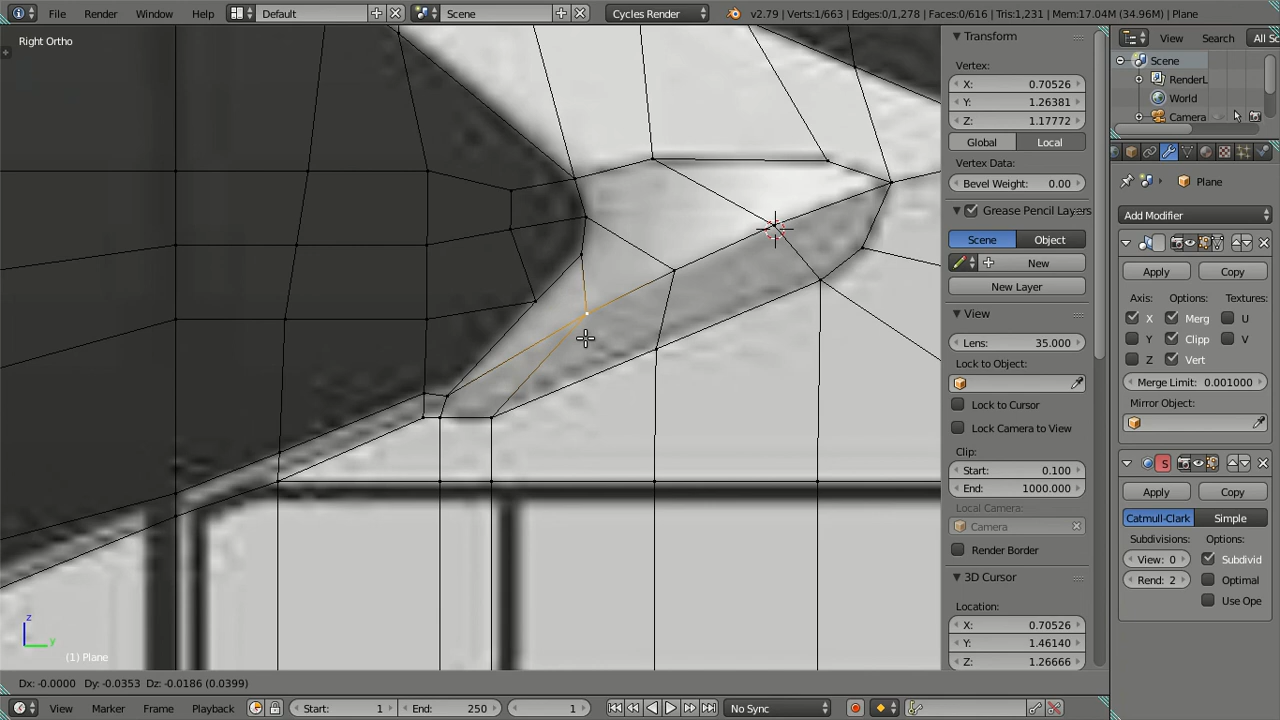 File Render Window Help Default Scene Cycles Render v2.79 | Verts:1/663 | Edges:0/1,278 | Faces:0/616 | Tris:1,231 | Mem:17.04M (34.96M) | Plane
Right Ortho
Transform
Vertex:
X: 0.70526
Y: 1.26381
Z: 1.17772
Global Local
Vertex Data:
Bevel Weight: 0.00
Grease Pencil Layers
Scene Object
New
New Layer
View
Lens: 35.000
Lock to Object:
Lock to Cursor
Lock Camera to View
Clip:
Start: 0.100
End: 1000.000
Local Camera:
Camera
Render Border
3D Cursor
Location:
X: 0.70526
Y: 1.46140
Z: 1.26666
View Search All Sc
Scene
RenderL
World
Camera
Plane
Add Modifier
Apply Copy
Axis: Options: Textures:
X Merg U
Y Clipp V
Z Vert
Merge Limit: 0.001000
Mirror Object:
S
Apply Copy
Catmull-Clark Simple
Subdivisions: Options:
View: 0 Subdivid
Rend: 2 Optimal
Use Ope
z
y
(1) Plane
Dx: -0.0000 Dy: -0.0353 Dz: -0.0186 (0.0399)
View Marker Frame Playback Start: 1 End: 250 1 No Sync